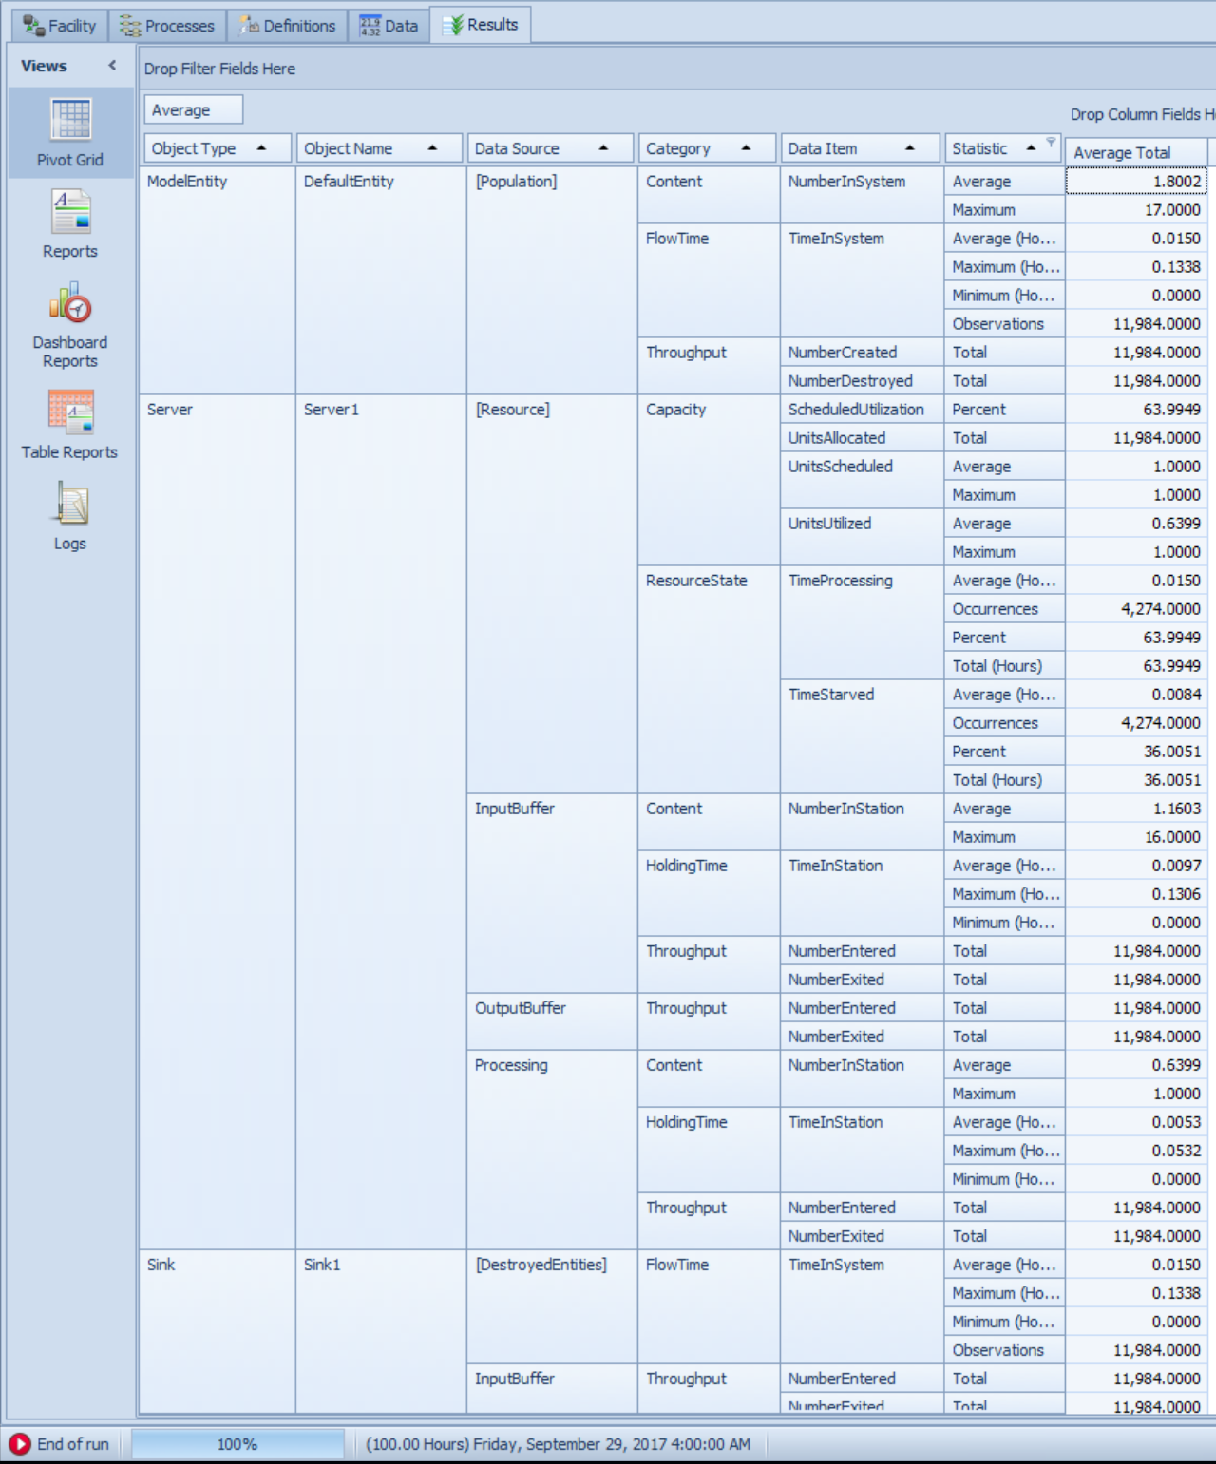 Facility Processes Definitions 21.9 4.32 Data Results
Views < Drop Filter Fields Here
Average
Drop Column Fields H
Object Type Object Name Data Source Category Data Item Statistic Average Total
Pivot Grid
Reports
Dashboard
Reports
Table Reports
Logs
ModelEntity DefaultEntity [Population] Content NumberInSystem Average 1.8002
Maximum 17.0000
FlowTime TimeInSystem Average (Ho... 0.0150
Maximum (Ho... 0.1338
Minimum (Ho... 0.0000
Observations 11,984.0000
Throughput NumberCreated Total 11,984.0000
NumberDestroyed Total 11,984.0000
Server Server1 [Resource] Capacity ScheduledUtilization Percent 63.9949
UnitsAllocated Total 11,984.0000
UnitsScheduled Average 1.0000
Maximum 1.0000
UnitsUtilized Average 0.6399
Maximum 1.0000
ResourceState TimeProcessing Average (Ho... 0.0150
Occurrences 4,274.0000
Percent 63.9949
Total (Hours) 63.9949
TimeStarved Average (Ho... 0.0084
Occurrences 4,274.0000
Percent 36.0051
Total (Hours) 36.0051
InputBuffer Content NumberInStation Average 1.1603
Maximum 16.0000
HoldingTime TimeInStation Average (Ho... 0.0097
Maximum (Ho... 0.1306
Minimum (Ho... 0.0000
Throughput NumberEntered Total 11,984.0000
NumberExited Total 11,984.0000
OutputBuffer Throughput NumberEntered Total 11,984.0000
NumberExited Total 11,984.0000
Processing Content NumberInStation Average 0.6399
Maximum 1.0000
HoldingTime TimeInStation Average (Ho... 0.0053
Maximum (Ho... 0.0532
Minimum (Ho... 0.0000
Throughput NumberEntered Total 11,984.0000
NumberExited Total 11,984.0000
Sink Sink1 [DestroyedEntities] FlowTime TimeInSystem Average (Ho... 0.0150
Maximum (Ho... 0.1338
Minimum (Ho... 0.0000
Observations 11,984.0000
InputBuffer Throughput NumberEntered Total 11,984.0000
NumberExited Total 11,984.0000
End of run 100% (100.00 Hours) Friday, September 29, 2017 4:00:00 AM